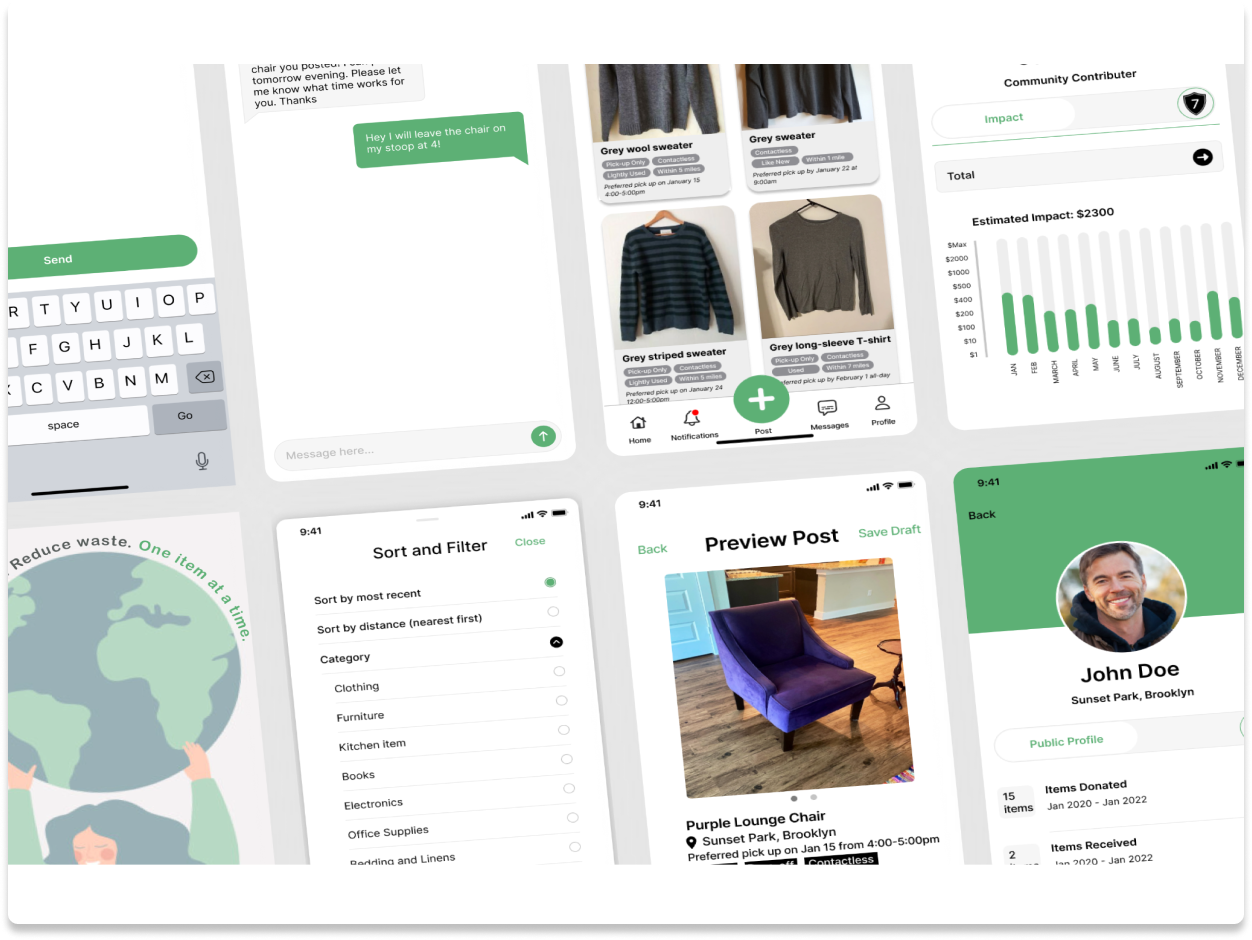 chair you posted.
tomorrow evening. Please let
me know what time works for
you. Thanks
Hey I will leave the chair on
my stoop at 4!
Message here...
Send
R T Y U I O P
F G H J K L
C V B N M
space
Go
Grey wool sweater
Pick-up Only
Contactless
Lightly Used
Within 5 miles
Preferred pick up on January 15
4:00-5:00pm
Grey sweater
Contactless
Like New
Within 1 mile
Preferred pick up by January 22 at
9:00am
Grey striped sweater
Pick-up Only
Contactless
Lightly Used
Within 5 miles
Preferred pick up on January 24
12:00-5:00pm
Grey long-sleeve T-shirt
Pick-up Only
Contactless
Used
Within 7 miles
pick up by February 1 all-day
Home
Notifications
Post
Messages
Profile
Community Contributer
Impact
7
Total
Estimated Impact: $2300
$Max
$2000
$1000
$500
$400
$200
$100
$10
$1
JAN
FEB
MARCH
APRIL
MAY
JUNE
JULY
AUGUST
SEPTEMBER
OCTOBER
NOVEMBER
DECEMBER
Reduce waste. One item at a time.
9:41
Sort and Filter
Close
Sort by most recent
Sort by distance (nearest first)
Category
Clothing
Furniture
Kitchen item
Books
Electronics
Office Supplies
Bedding and Linens
9:41
Back
Preview Post
Save Draft
Purple Lounge Chair
Sunset Park, Brooklyn
Preferred pick up on Jan 15 from 4:00-5:00pm
Contactless
9:41
Back
John Doe
Sunset Park, Brooklyn
Public Profile
15
items
Items Donated
Jan 2020 - Jan 2022
2
Items Received
Jan 2020 - Jan 2022